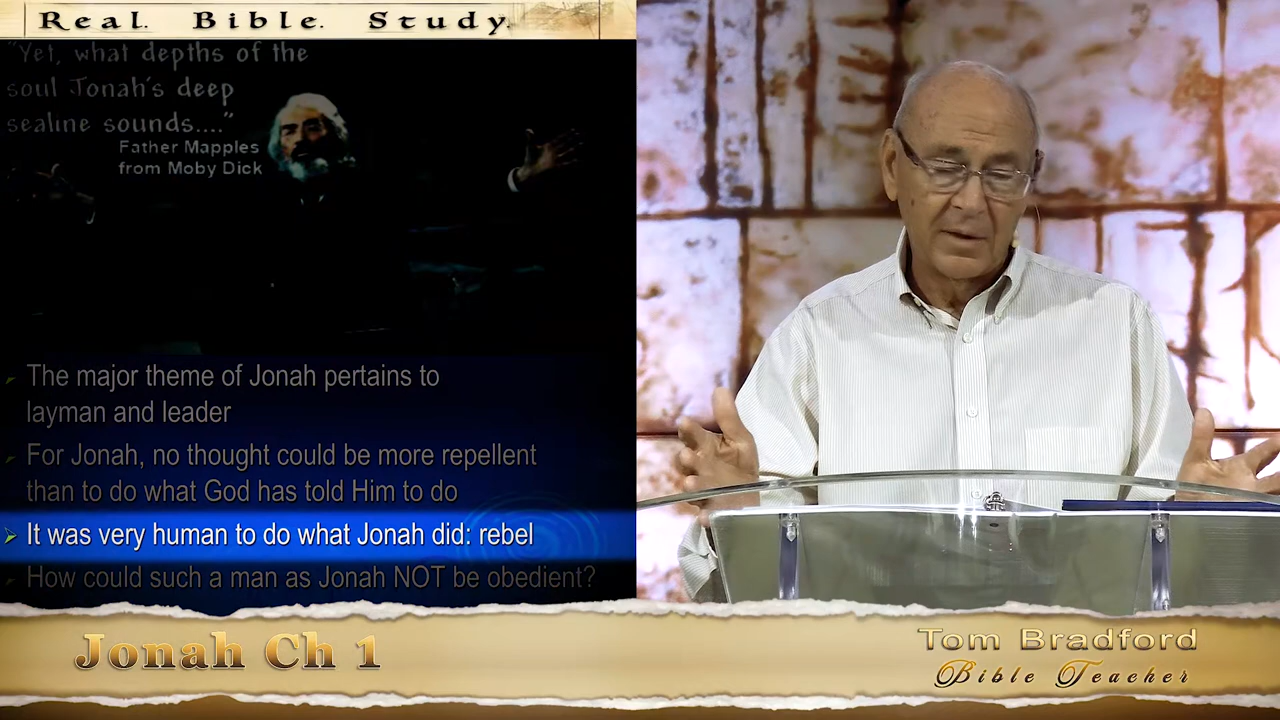 Real. Bible. Study.
"Yet, what depths of the
soul Jonah's deep
sealine sounds...."
Father Mapples
from Moby Dick
The major theme of Jonah pertains to
layman and leader
For Jonah, no thought could be more repellent
than to do what God has told Him to do
It was very human to do what Jonah did: rebel
How could such a man as Jonah NOT be obedient?
Jonah Ch 1
Tom Bradford
Bible Teacher